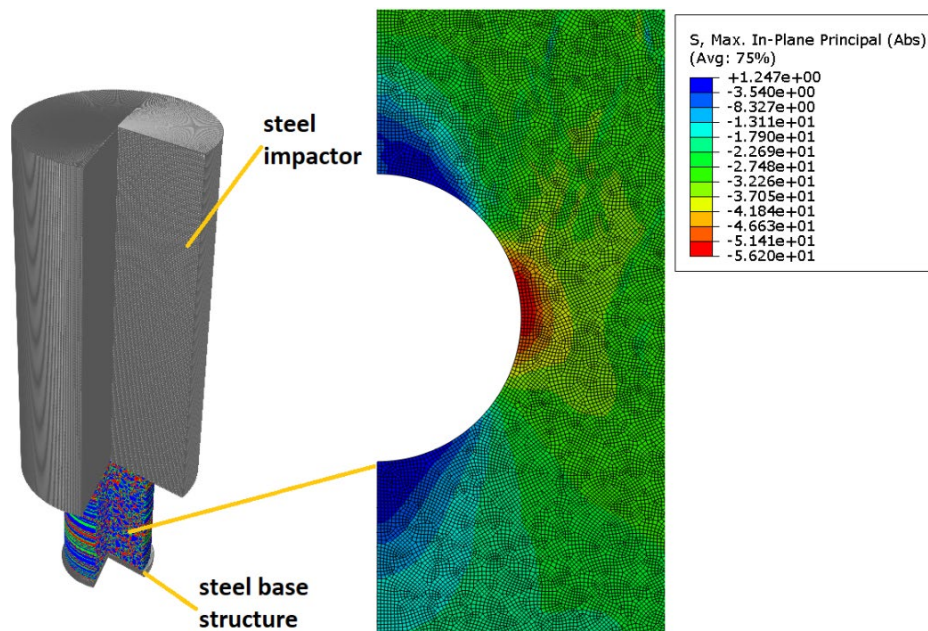 steel
impactor
steel base
structure
S, Max. In-Plane Principal (Abs)
(Avg: 75%)
+1.247e+00
-3.540e+00
-8.327e+00
-1.311e+01
-1.790e+01
-2.269e+01
-2.748e+01
-3.226e+01
-3.705e+01
-4.184e+01
-4.663e+01
-5.141e+01
-5.620e+01